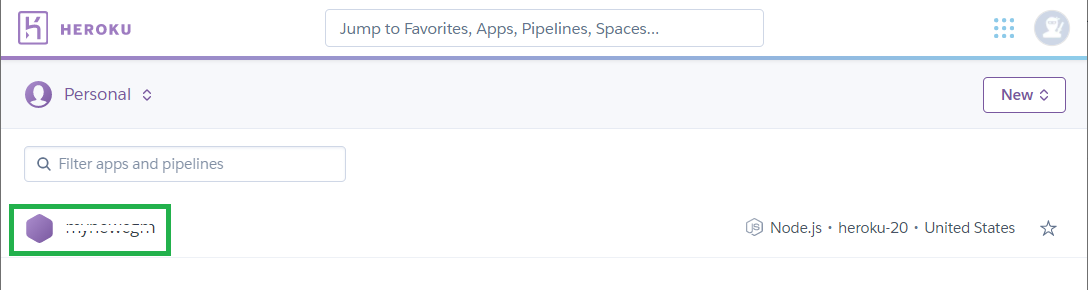 HEROKU
Jump to Favorites, Apps, Pipelines, Spaces...
Personal
New
Filter apps and pipelines
JS Node.js • heroku-20 • United States